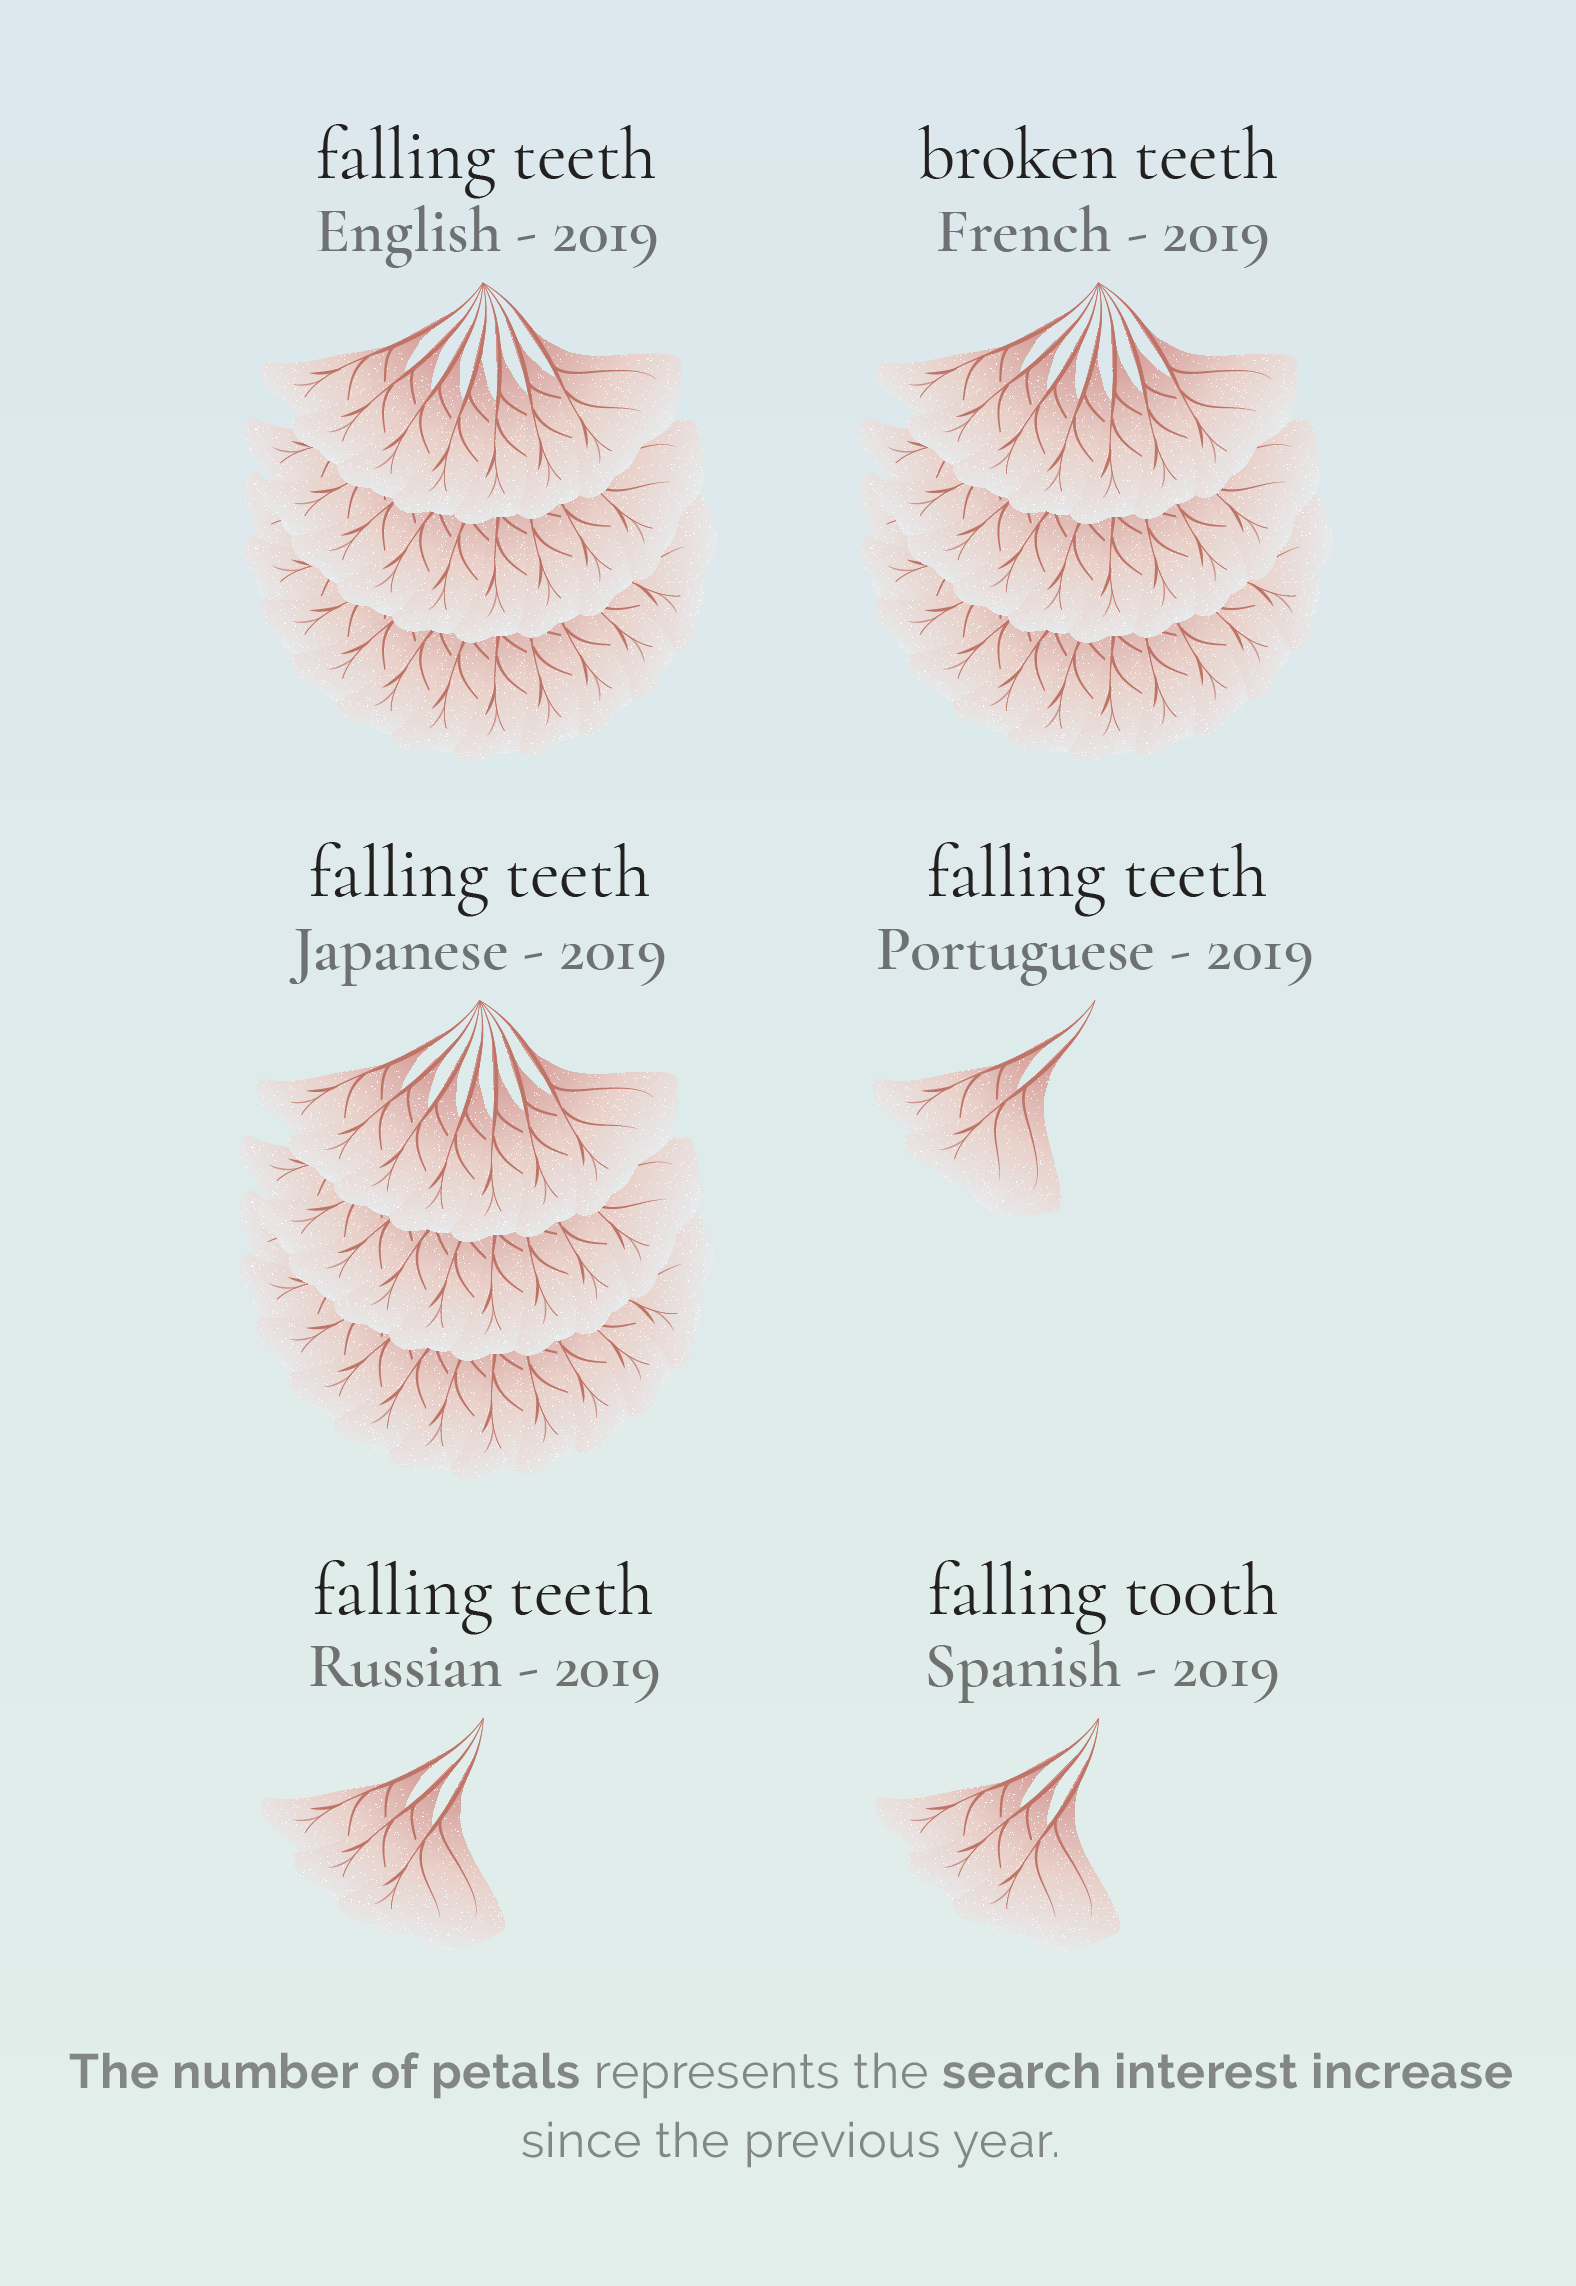 falling teeth
English - 2019
broken teeth
French - 2019
falling teeth
Japanese - 2019
falling teeth
Portuguese - 2019
falling teeth
Russian - 2019
falling tooth
Spanish - 2019
The number of petals represents the search interest increase
since the previous year.